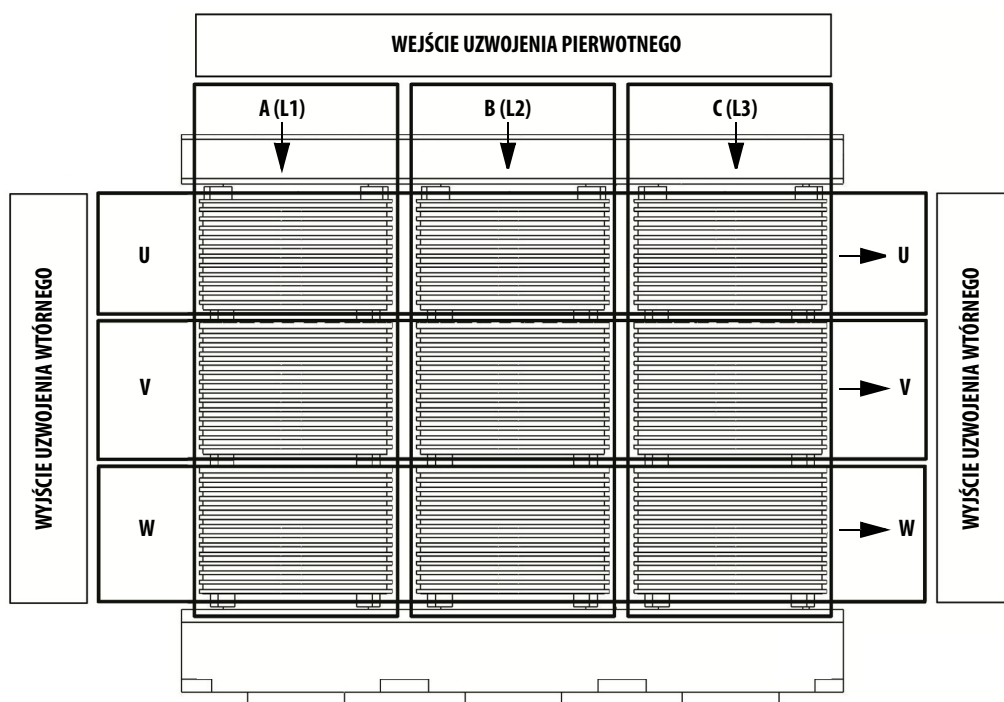 WEJŚCIE UZWOJENIA PIERWOTNEGO
A (L1)
B (L2)
C (L3)
WYJŚCIE UZWOJENIA WTÓRNEGO
U
U
V
V
W
W
WYJŚCIE UZWOJENIA WTÓRNEGO